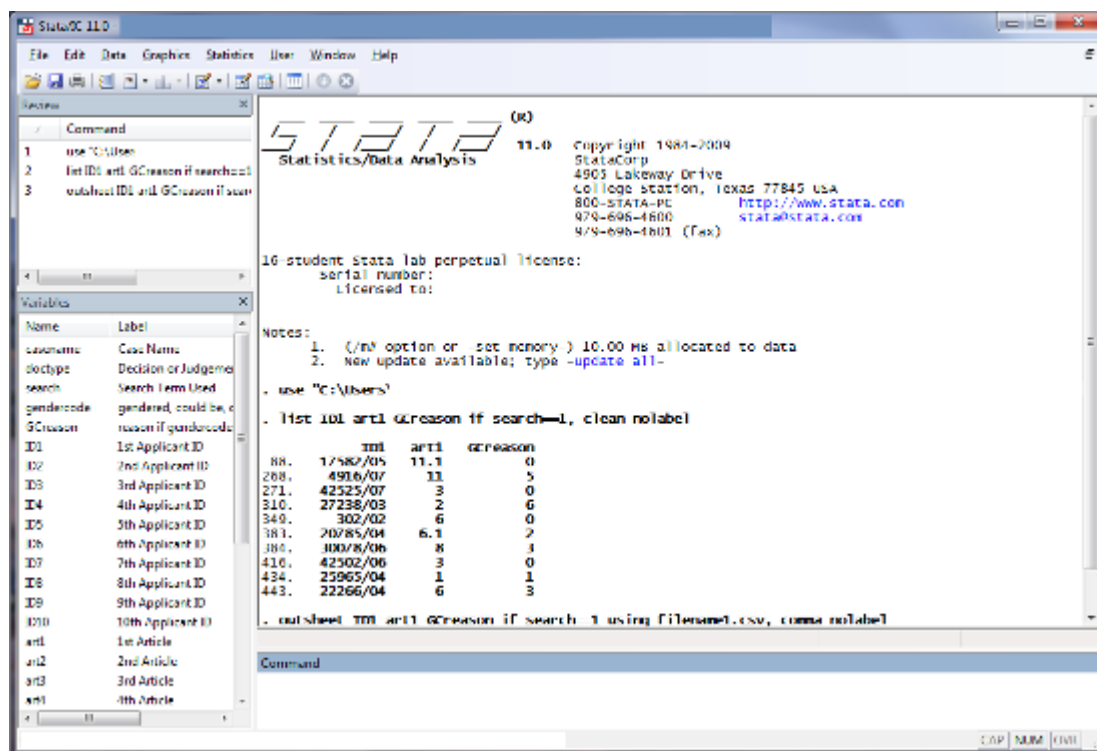 Stata/IC 11.0
File Edit Data Graphics Statistics User Window Help
Review
Command
1 use "C:\User
2 list ID1 art1 GCreason if search==1
3 outsheet ID1 art1 GCreason if sear
(R)
STATA
11.0 Copyright 1984-2009
Statistics/Data Analysis StataCorp
4905 Lakeway Drive
College Station, Texas 77845 USA
800-STATA-PC http://www.stata.com
979-696-4600 stata@stata.com
979-696-4601 (fax)
16-student Stata lab perpetual license:
Serial number:
Licensed to:
Notes:
1. (/m# option or -set memory-) 10.00 MB allocated to data
2. New update available; type -update all-
. use "C:\Users"
. list ID1 art1 GCreason if search==1, clean nolabel
ID1 art1 GCreason
88. 17582/05 11.1 0
268. 4916/07 11 5
271. 42525/07 3 0
310. 27238/03 2 6
349. 302/02 6 0
383. 20785/04 6.1 2
384. 30078/06 8 3
416. 42502/06 3 0
434. 25965/04 1 1
443. 22266/04 6 3
. outsheet ID1 art1 GCreason if search 1 using filename1.csv, comma nolabel
Variables
Name Label
casename Case Name
doctype Decision or Judgeme
search Search Term Used
gendercode gendered, could be, c
GCreason reason if gendercode
ID1 1st Applicant ID
ID2 2nd Applicant ID
ID3 3rd Applicant ID
ID4 4th Applicant ID
ID5 5th Applicant ID
ID6 6th Applicant ID
ID7 7th Applicant ID
ID8 8th Applicant ID
ID9 9th Applicant ID
ID10 10th Applicant ID
art1 1st Article
art2 2nd Article
art3 3rd Article
art4 4th Article
Command
CAP NUM OVR